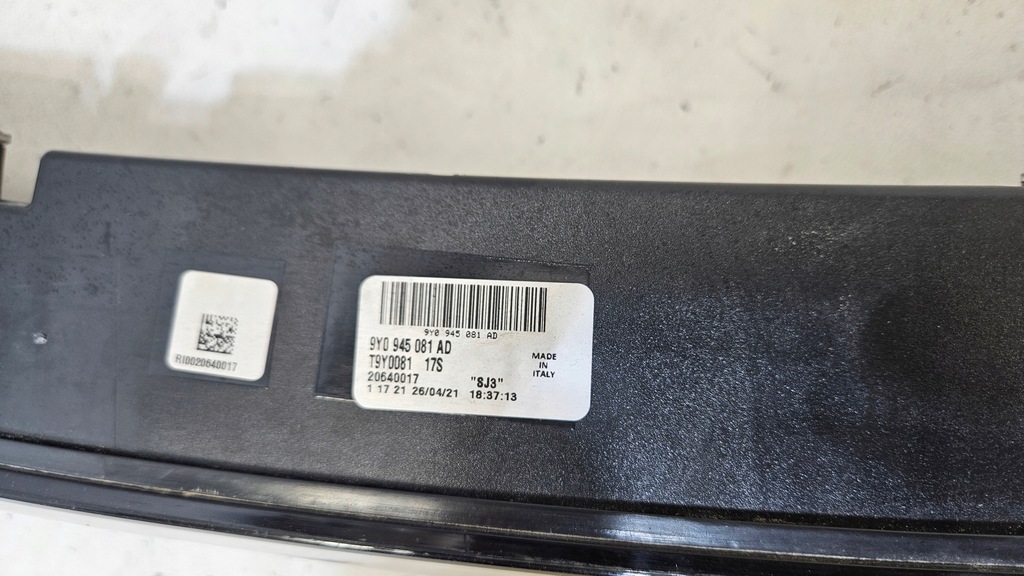 RI0020640017
9Y0 945 081 AD
9Y0 945 081 AD
T9Y0081 17S
20640017 "SJ3"
1 17 21 26/04/21 18:37:13
MADE
IN
ITALY